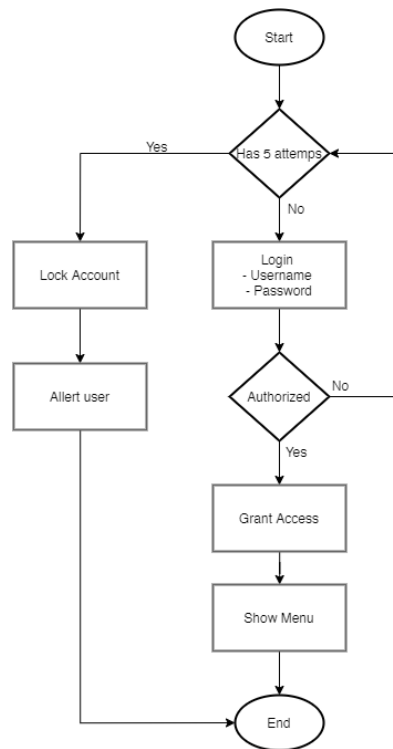 Start
Has 5 attemps
Yes
No
Lock Account
Login
- Username
- Password
Allert user
Authorized
No
Yes
Grant Access
Show Menu
End